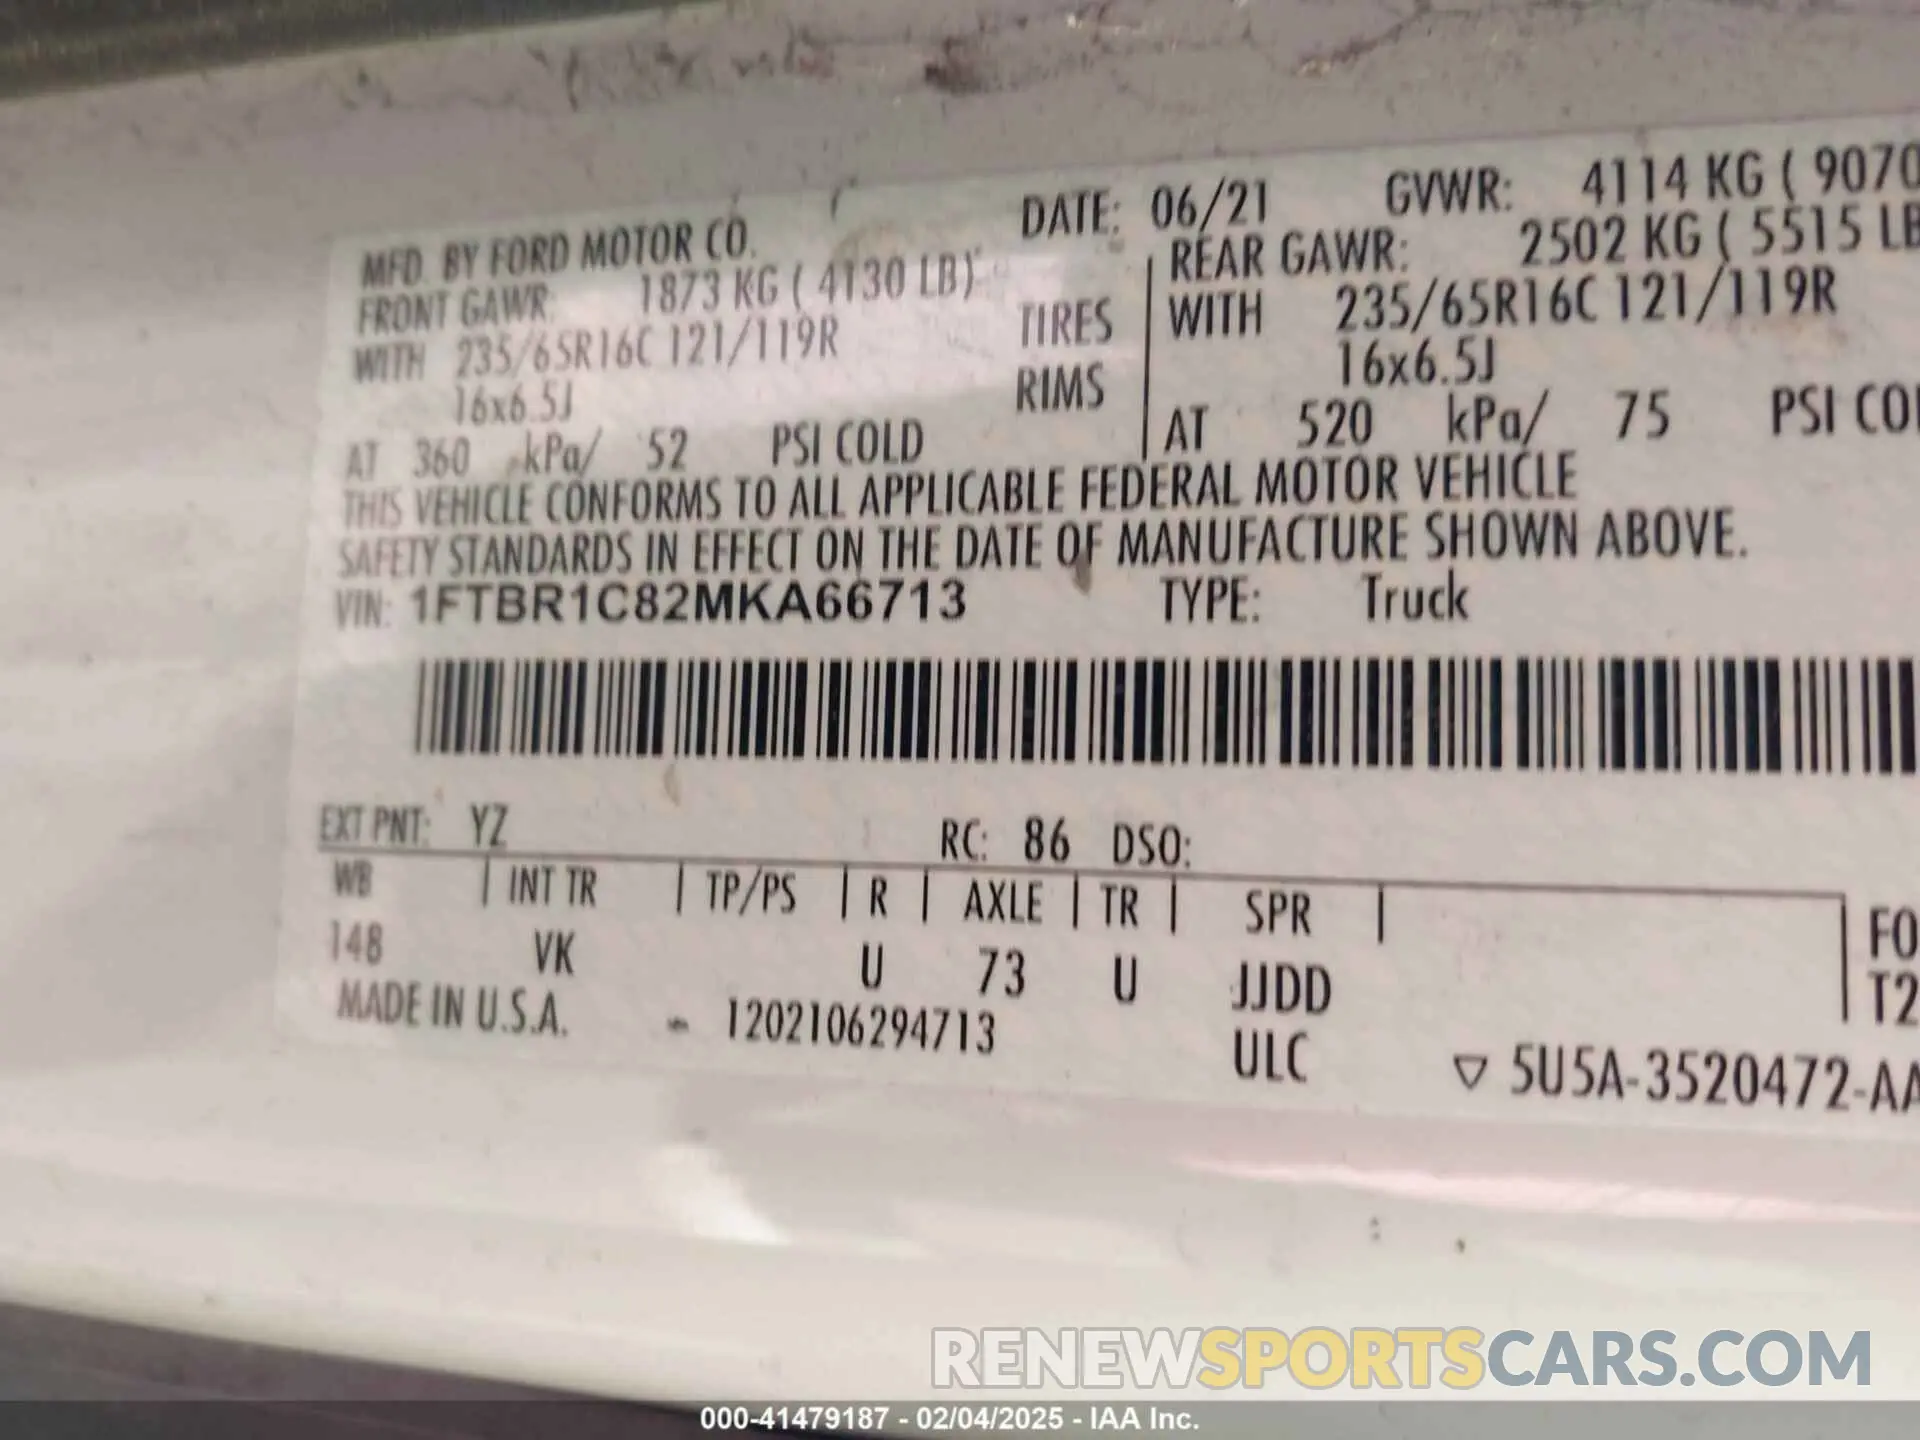 MFD. BY FORD MOTOR CO. DATE: 06/21 GVWR: 4114 KG ( 9070
FRONT GAWR: 1873 KG ( 4130 LB) REAR GAWR: 2502 KG ( 5515 LB
WITH 235/65R16C 121/119R TIRES WITH 235/65R16C 121/119R
16x6.5J RIMS 16x6.5J
AT 360 kPa/ 52 PSI COLD AT 520 kPa/ 75 PSI CO
THIS VEHICLE CONFORMS TO ALL APPLICABLE FEDERAL MOTOR VEHICLE
SAFETY STANDARDS IN EFFECT ON THE DATE OF MANUFACTURE SHOWN ABOVE.
VIN: 1FTBR1C82MKA66713 TYPE: Truck
EXT PNT: YZ RC: 86 DSO:
WB | INT TR | TP/PS | R | AXLE | TR | SPR | FO
148 VK U 73 U JJDD T2
MADE IN U.S.A. - 1202106294713 ULC ▽ 5U5A-3520472-AA
RENEWSPORTSCARS.COM
000-41479187 - 02/04/2025 - IAA Inc.